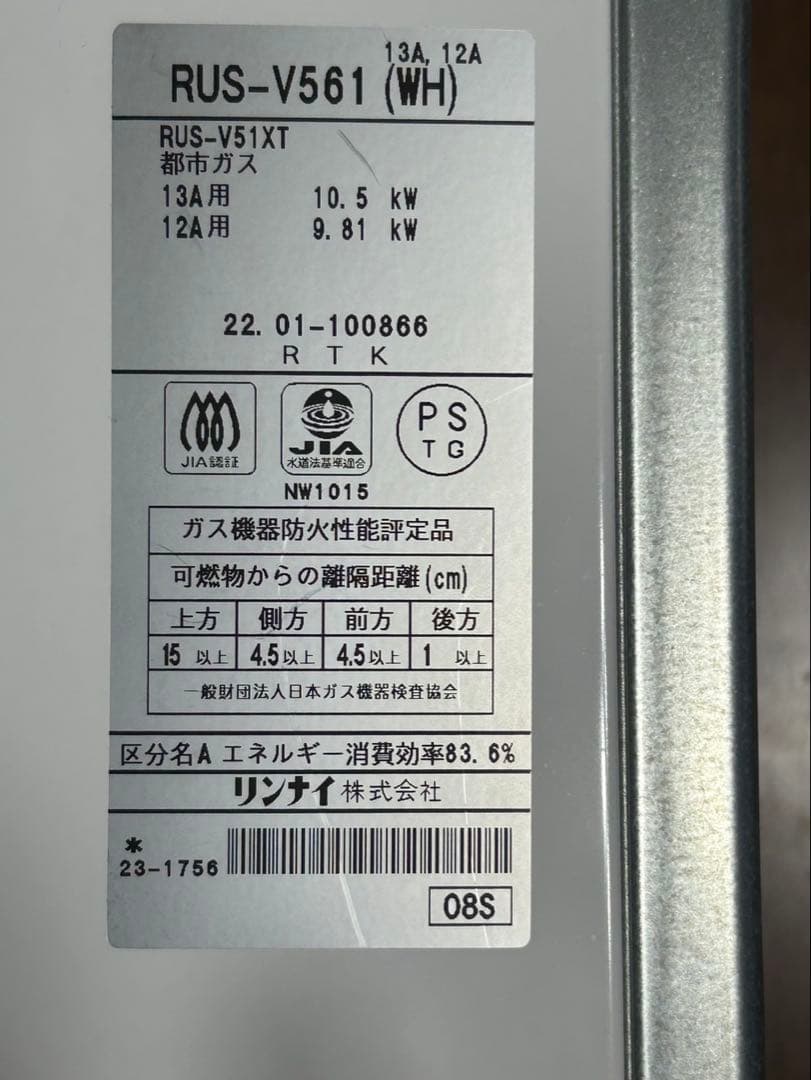 13A, 12A
RUS-V561 (WH)
RUS-V51XT
都市ガス
13A用 10.5 kW
12A用 9.81 kW
22. 01-100866
R T K
JIA認証
JIA
水道法基準適合
PS
TG
NW1015
ガス機器防火性能評定品
可燃物からの離隔距離(cm)
上方 側方 前方 後方
15 以上 4.5以上 4.5以上 1 以上
一般財団法人日本ガス機器検査協会
区分名A エネルギー消費効率83.6%
リンナイ株式会社
*
23-1756
08S